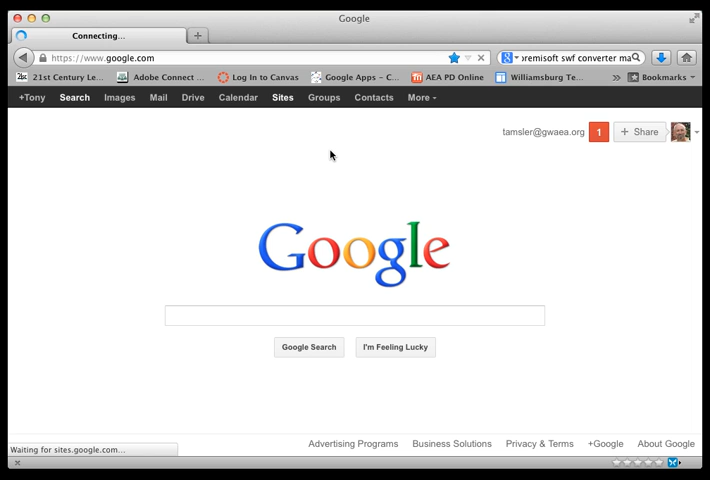 Google
Connecting...
https://www.google.com
oremisoft swf converter ma
21st Century Le... Adobe Connect ... Log In to Canvas Google Apps - C... AEA PD Online Williamsburg Te... » Bookmarks
+Tony Search Images Mail Drive Calendar Sites Groups Contacts More
tamsler@gwaea.org 1 + Share
Google
Google Search I'm Feeling Lucky
Advertising Programs Business Solutions Privacy & Terms +Google About Google
Waiting for sites.google.com...